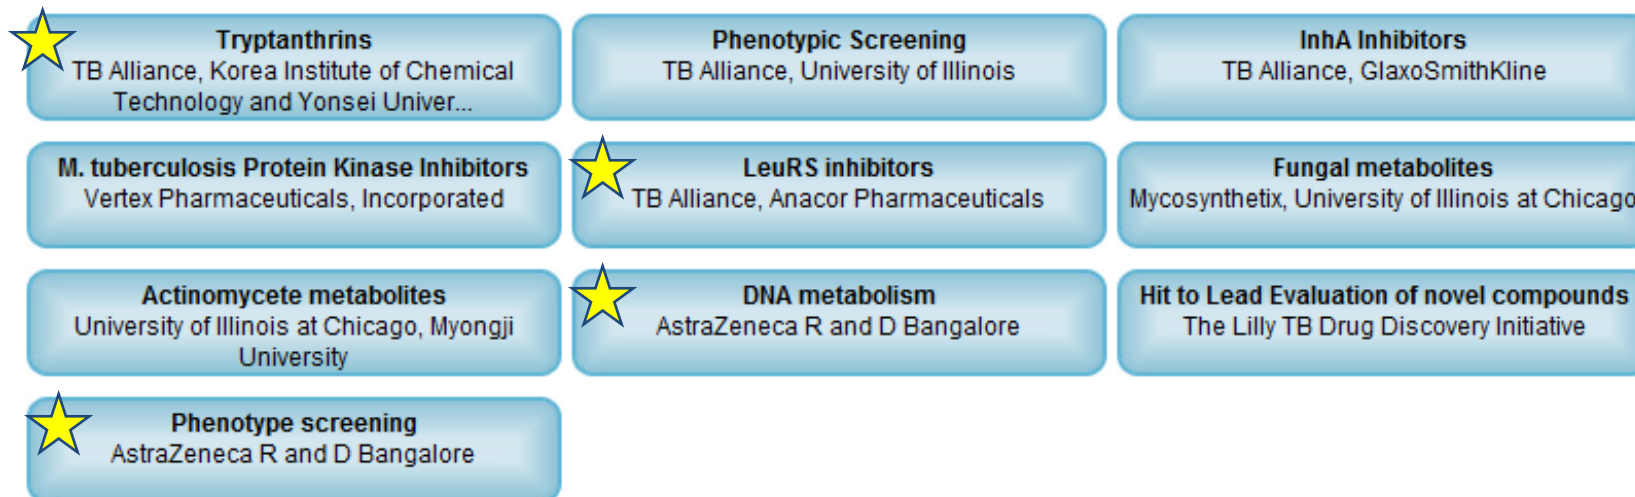 Tryptanthrins
TB Alliance, Korea Institute of Chemical
Technology and Yonsei Univer...
Phenotypic Screening
TB Alliance, University of Illinois
InhA Inhibitors
TB Alliance, GlaxoSmithKline
M. tuberculosis Protein Kinase Inhibitors
Vertex Pharmaceuticals, Incorporated
LeuRS inhibitors
TB Alliance, Anacor Pharmaceuticals
Fungal metabolites
Mycosynthetix, University of Illinois at Chicago
Actinomycete metabolites
University of Illinois at Chicago, Myongji
University
DNA metabolism
AstraZeneca R and D Bangalore
Hit to Lead Evaluation of novel compounds
The Lilly TB Drug Discovery Initiative
Phenotype screening
AstraZeneca R and D Bangalore